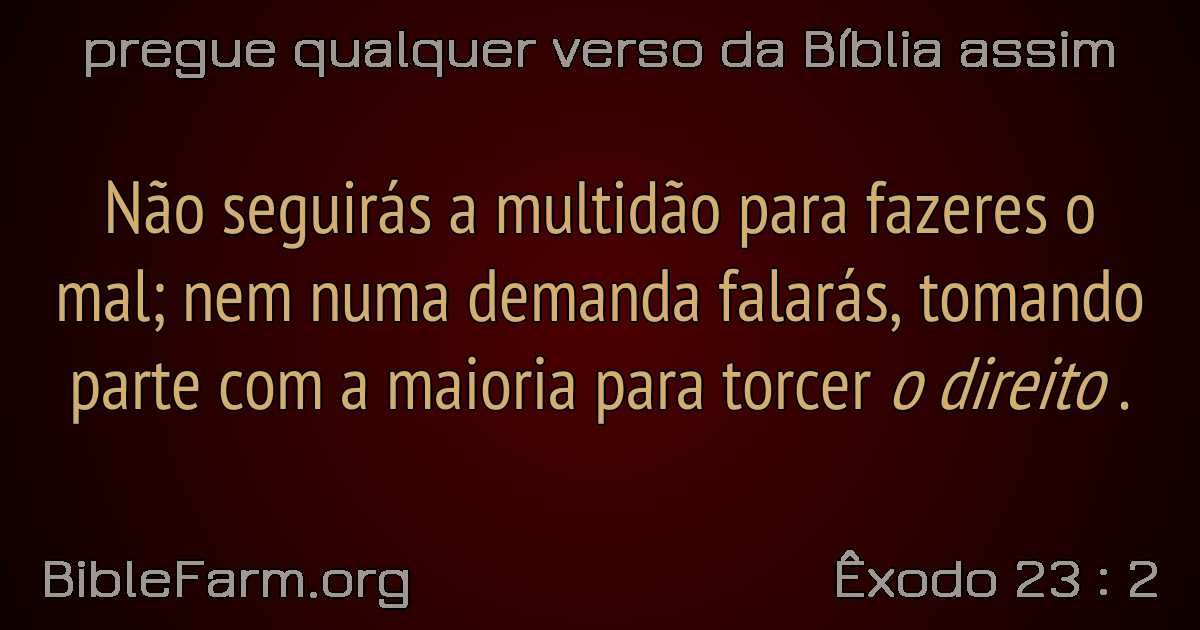 pregue qualquer verso da Bíblia assim
Não seguirás a multidão para fazeres o
mal; nem numa demanda falarás, tomando
parte com a maioria para torcer o direito .
BibleFarm.org
Êxodo 23 : 2